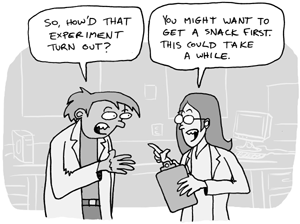 SO, HOW'D THAT
EXPERIMENT
TURN OUT?
YOU MIGHT WANT TO
GET A SNACK FIRST.
THIS COULD TAKE
A WHILE.